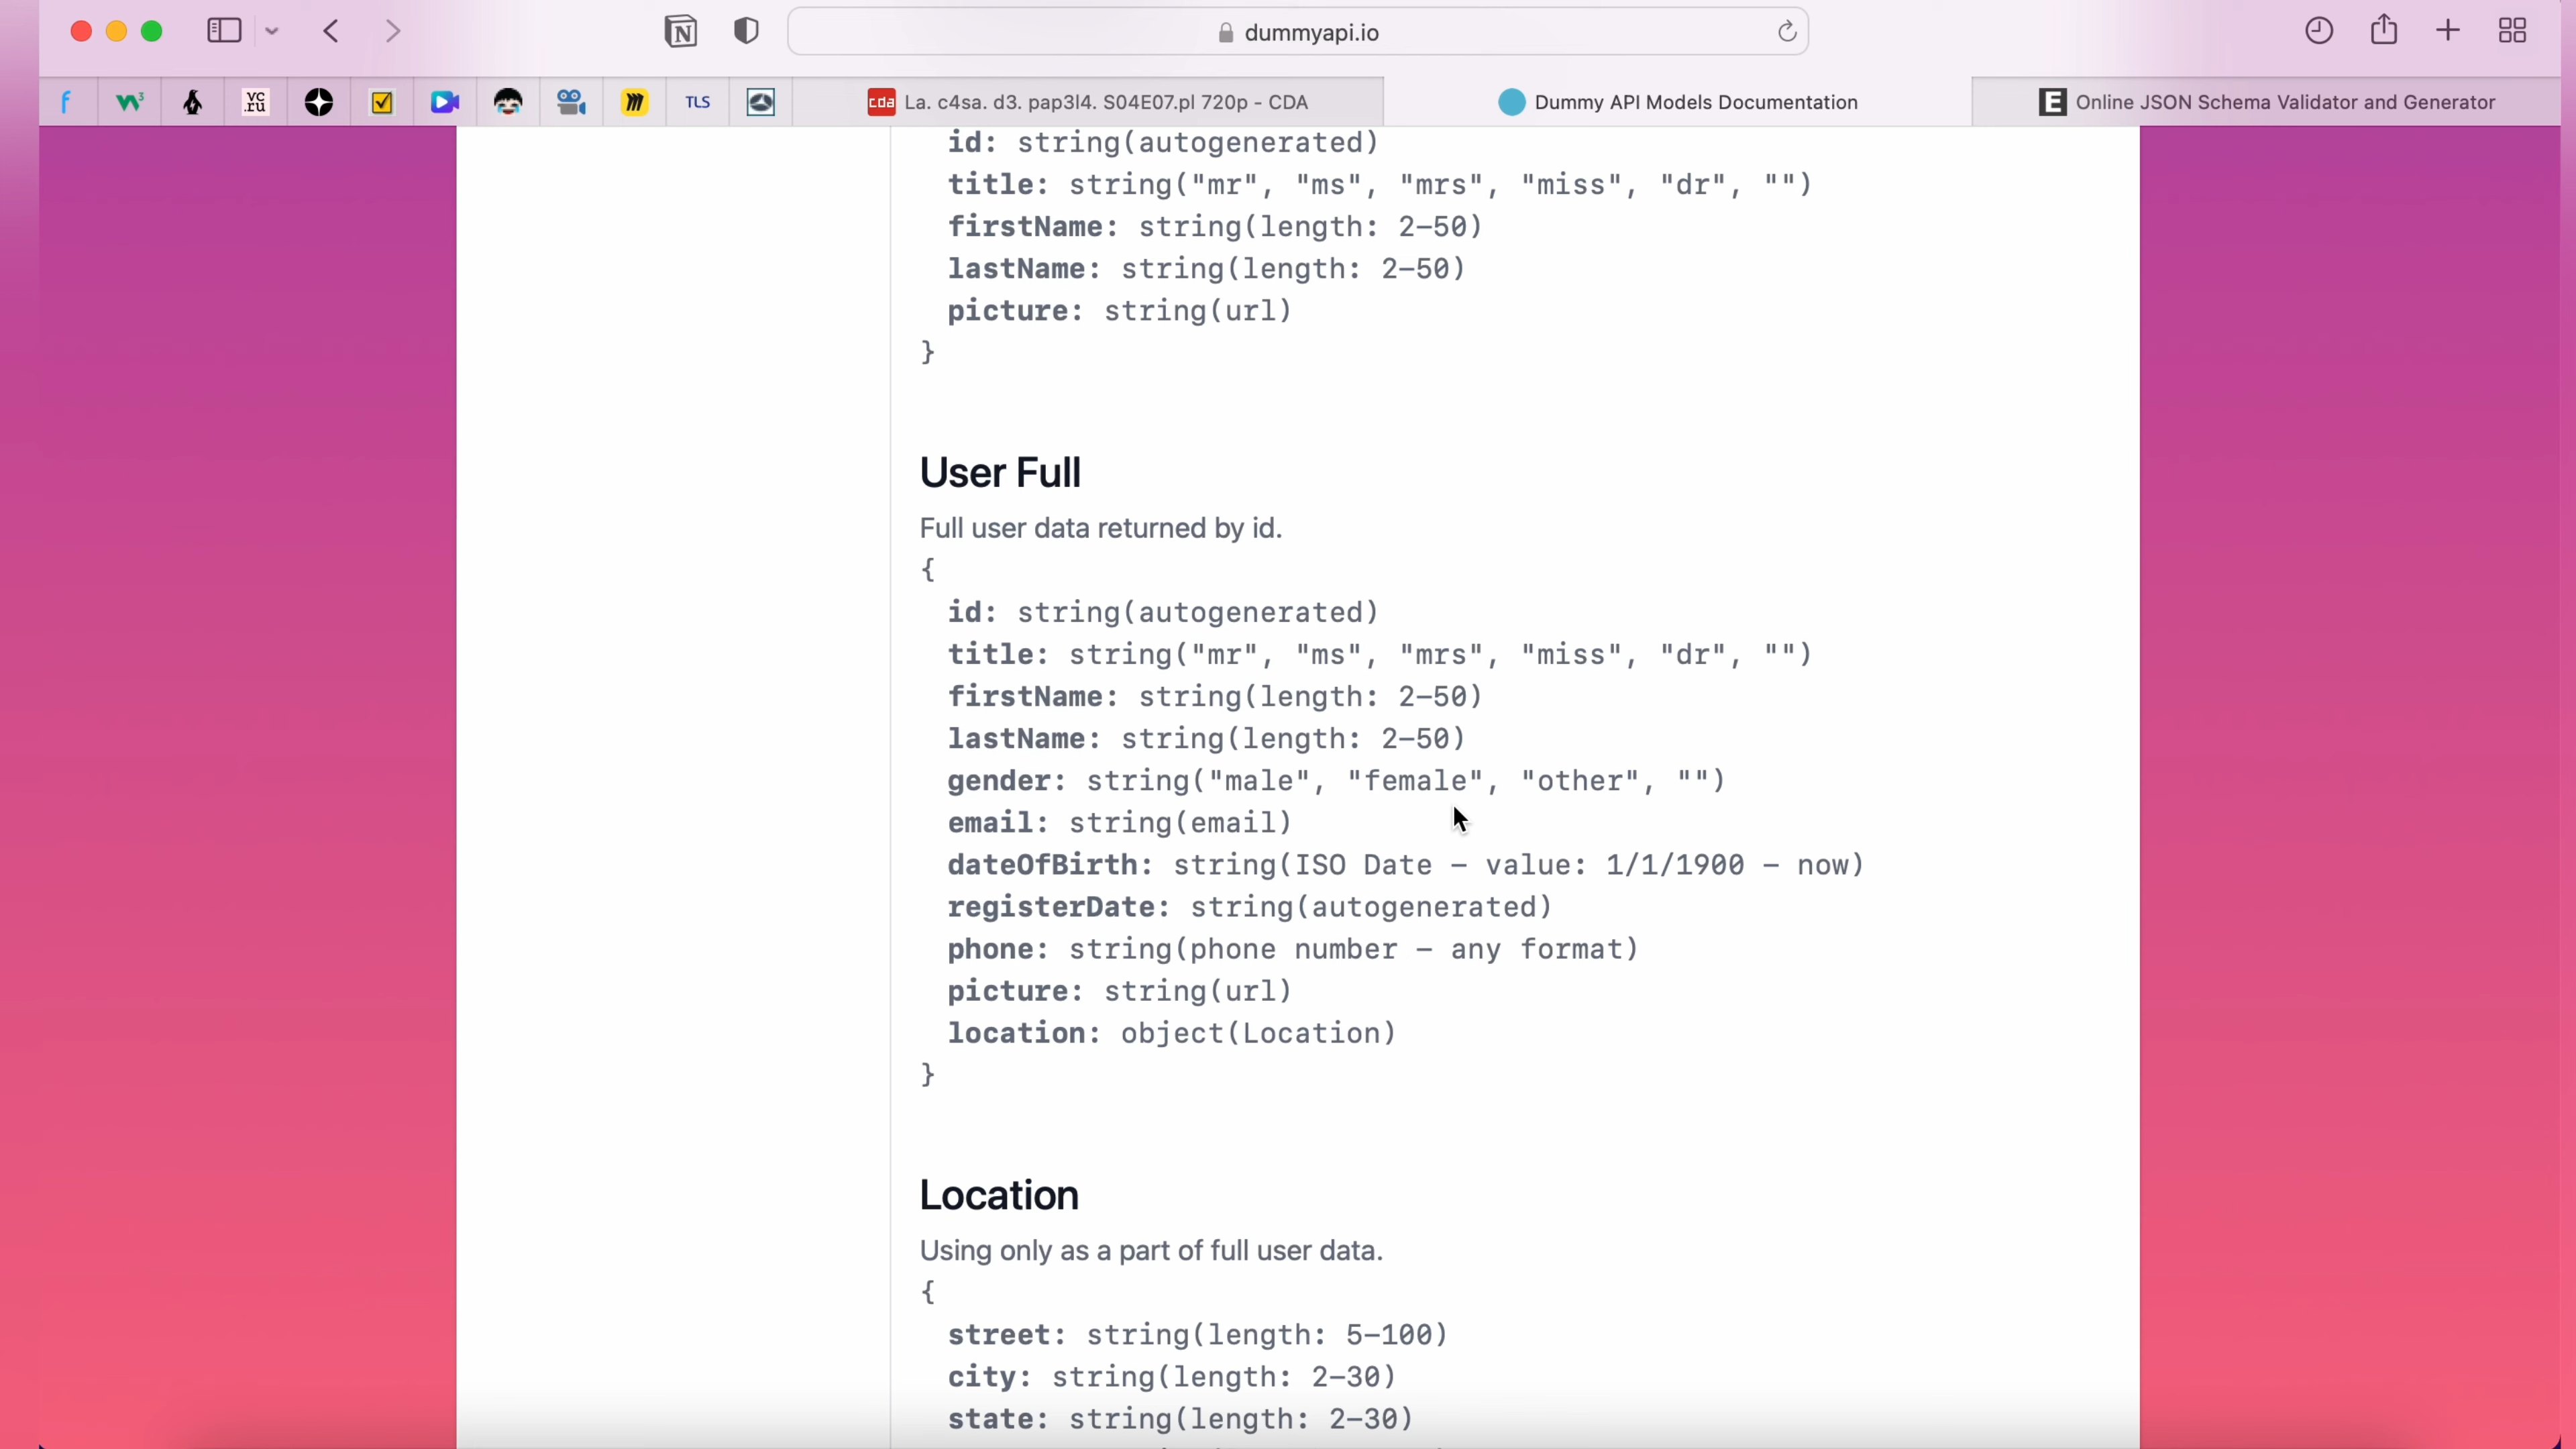 dummyapi.io
f
W3
VC
.ru
m
TLS
cda La. c4sa. d3. pap3l4. S04E07.pl 720p - CDA
Dummy API Models Documentation
E Online JSON Schema Validator and Generator
id: string(autogenerated)
title: string("mr", "ms", "mrs", "miss", "dr", "")
firstName: string(length: 2-50)
lastName: string(length: 2-50)
picture: string(url)
}
User Full
Full user data returned by id.
{
id: string(autogenerated)
title: string("mr", "ms", "mrs", "miss", "dr", "")
firstName: string(length: 2-50)
lastName: string(length: 2-50)
gender: string("male", "female", "other", "")
email: string(email)
dateOfBirth: string(ISO Date - value: 1/1/1900 - now)
registerDate: string(autogenerated)
phone: string(phone number - any format)
picture: string(url)
location: object(Location)
}
Location
Using only as a part of full user data.
{
street: string(length: 5-100)
city: string(length: 2-30)
state: string(length: 2-30)